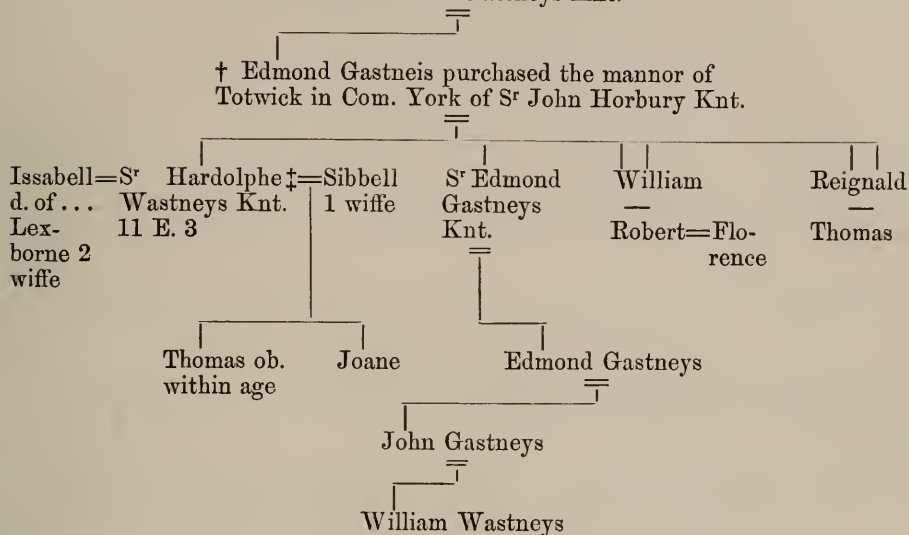 † Edmond Gastneis purchased the mannor of
Totwick in Com. York of Sʳ John Horbury Knt.
Issabell=Sʳ Hardolphe ‡=Sibbell
d. of... Wastneys Knt. 1 wiffe
Lex- 11 E. 3
borne 2
wiffe
Sʳ Edmond
Gastneys
Knt.
William
—
Robert=Flo-
rence
Reignald
—
Thomas
Thomas ob.
within age
Joane
Edmond Gastneys
John Gastneys
William Wastneys